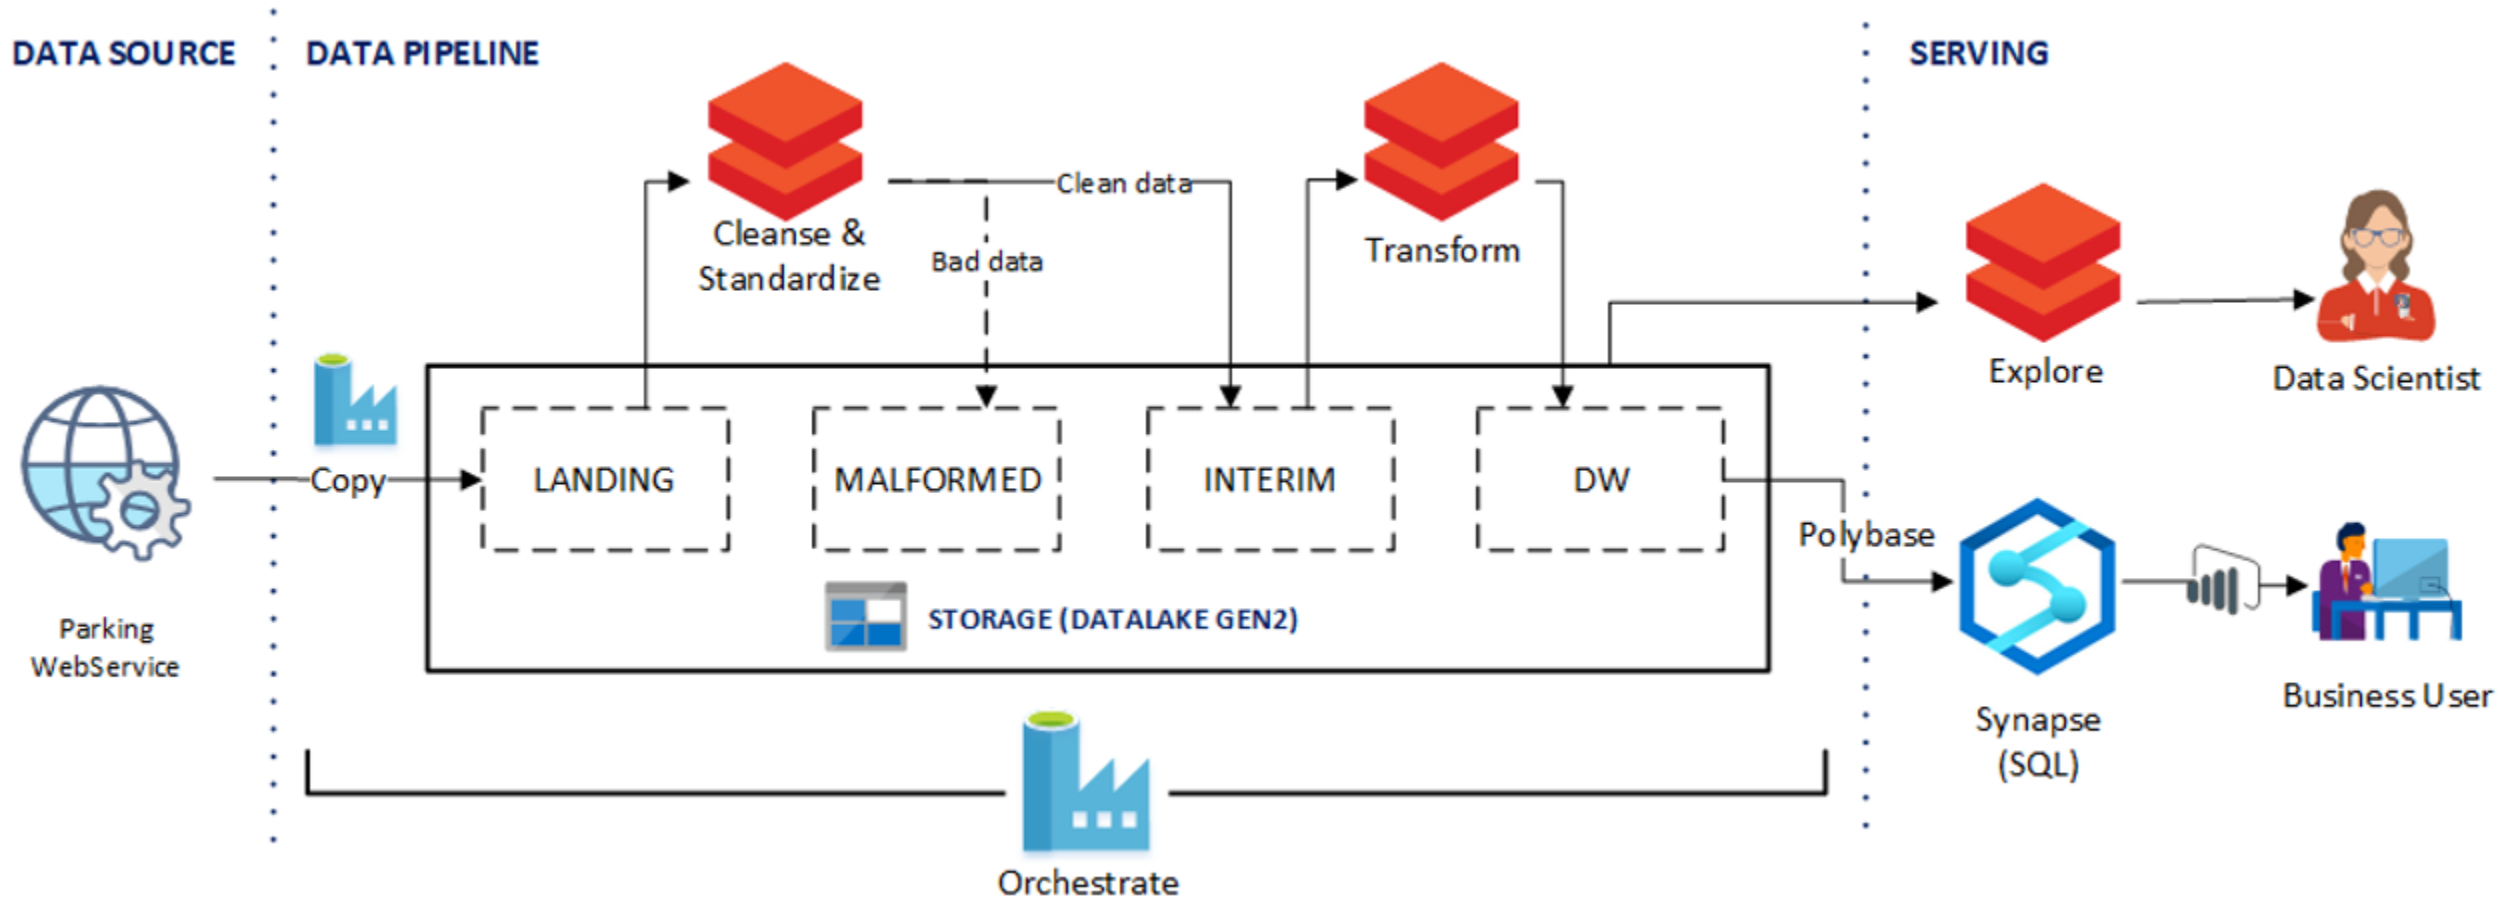 DATA SOURCE
DATA PIPELINE
SERVING
Cleanse &
Standardize
Clean data
Bad data
Transform
Explore
Data Scientist
Copy
LANDING
MALFORMED
INTERIM
DW
Polybase
STORAGE (DATALAKE GEN2)
Parking
WebService
Synapse
(SQL)
Business User
Orchestrate